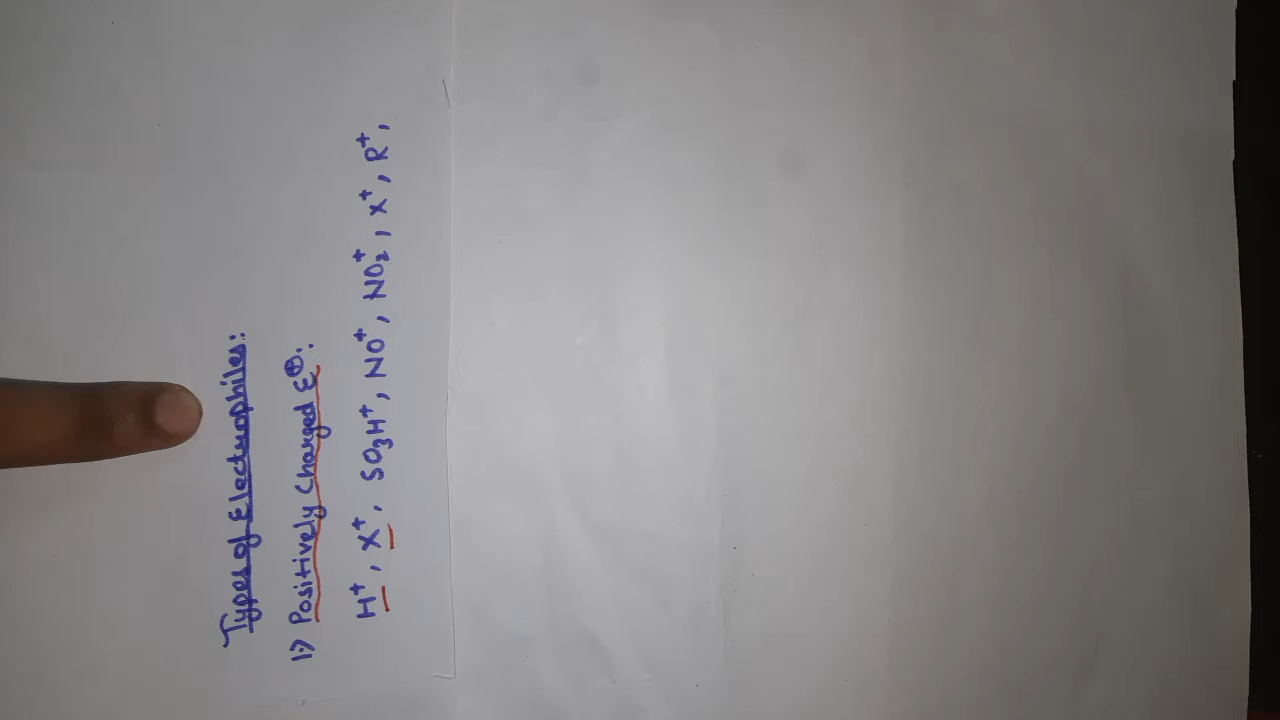 Types of Electrophiles:
1:) Positively Charged E⊕:
H⁺, X⁺, SO₃H⁺, NO⁺, NO₂⁺, X⁺, R⁺,